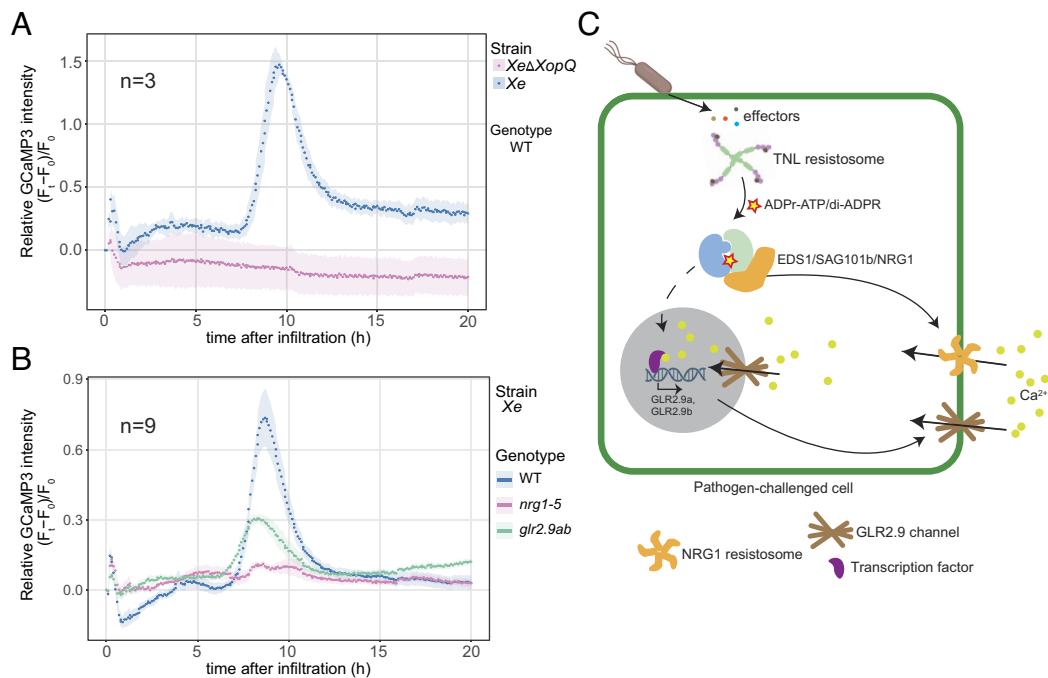 A
Relative GCaMP3 intensity
(Ft−F0)/F0
1.5
1.0
0.5
0.0
n=3
0
5
10
15
20
time after infiltration (h)
Strain
XeΔXopQ
Xe
Genotype
WT
B
Relative GCaMP3 intensity
(Ft−F0)/F0
0.9
0.6
0.3
0.0
n=9
0
5
10
15
20
time after infiltration (h)
Strain
Xe
Genotype
WT
nrg1-5
glr2.9ab
C
effectors
TNL resistosome
ADPr-ATP/di-ADPR
EDS1/SAG101b/NRG1
GLR2.9a,
GLR2.9b
Ca²⁺
Pathogen-challenged cell
NRG1 resistosome
GLR2.9 channel
Transcription factor